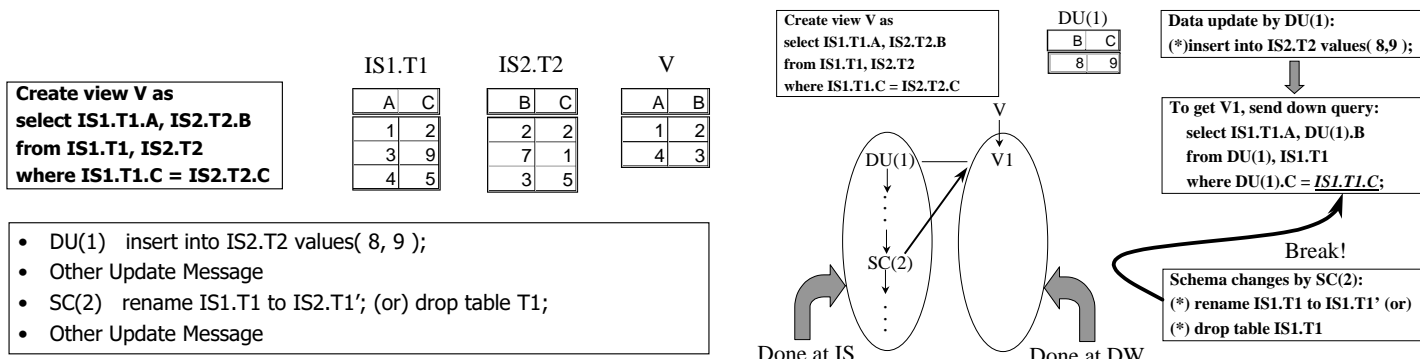 IS1.T1
IS2.T2
V
Create view V as
select IS1.T1.A, IS2.T2.B
from IS1.T1, IS2.T2
where IS1.T1.C = IS2.T2.C
A C
1 2
3 9
4 5
B C
2 2
7 1
3 5
A B
1 2
4 3
• DU(1) insert into IS2.T2 values( 8, 9 );
• Other Update Message
• SC(2) rename IS1.T1 to IS2.T1’; (or) drop table T1;
• Other Update Message
Create view V as
select IS1.T1.A, IS2.T2.B
from IS1.T1, IS2.T2
where IS1.T1.C = IS2.T2.C
DU(1)
B C
8 9
Data update by DU(1):
(*)insert into IS2.T2 values( 8,9 );
To get V1, send down query:
select IS1.T1.A, DU(1).B
from DU(1), IS1.T1
where DU(1).C = IS1.T1.C;
V
DU(1)
V1
SC(2)
Break!
Schema changes by SC(2):
(*) rename IS1.T1 to IS1.T1’ (or)
(*) drop table IS1.T1
Done at IS
Done at DW